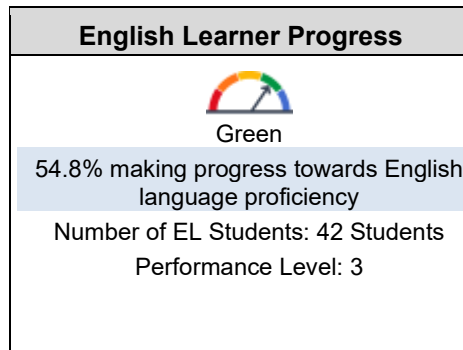 English Learner Progress
Green
54.8% making progress towards English
language proficiency
Number of EL Students: 42 Students
Performance Level: 3